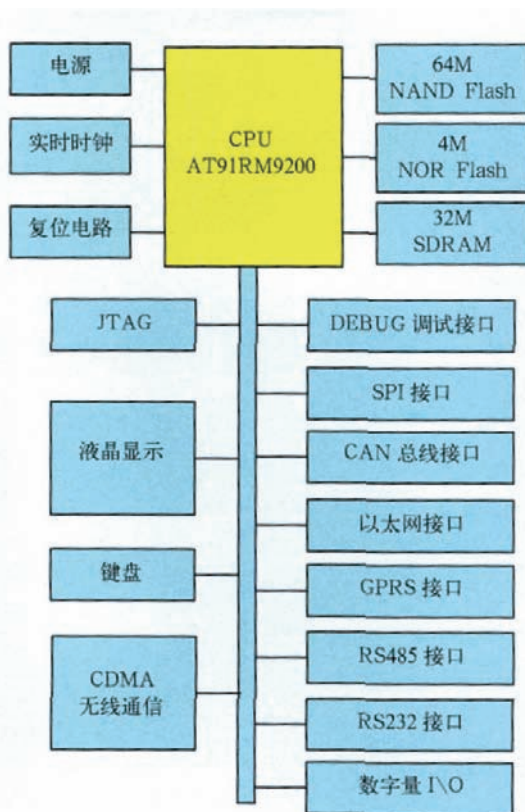 电源
实时时钟
复位电路
CPU
AT91RM9200
64M
NAND Flash
4M
NOR Flash
32M
SDRAM
JTAG
液晶显示
键盘
CDMA
无线通信
DEBUG 调试接口
SPI 接口
CAN 总线接口
以太网接口
GPRS 接口
RS485 接口
RS232 接口
数字量 I\O